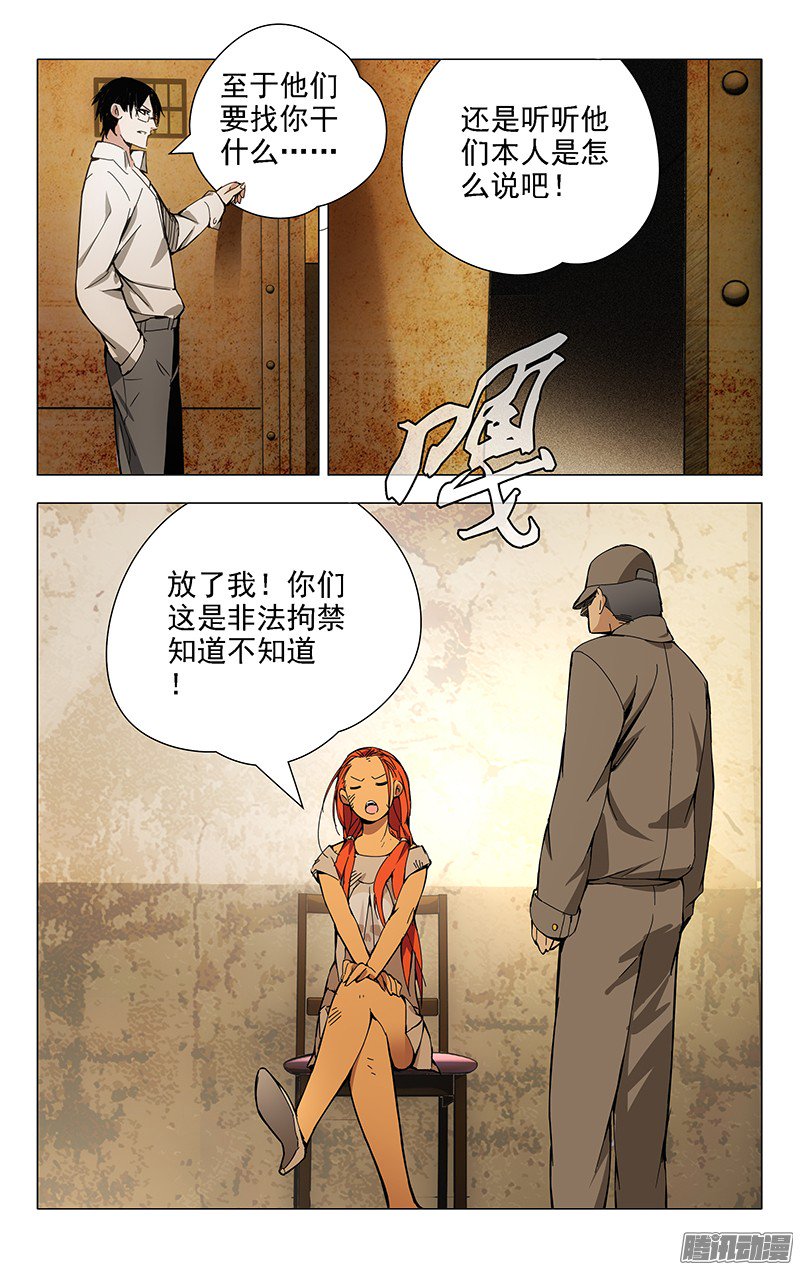 至于他们
要找你干
什么……
还是听听他
们本人是怎
么说吧！
嘎
放了我！你们
这是非法拘禁
知道不知道
！
腾讯动漫